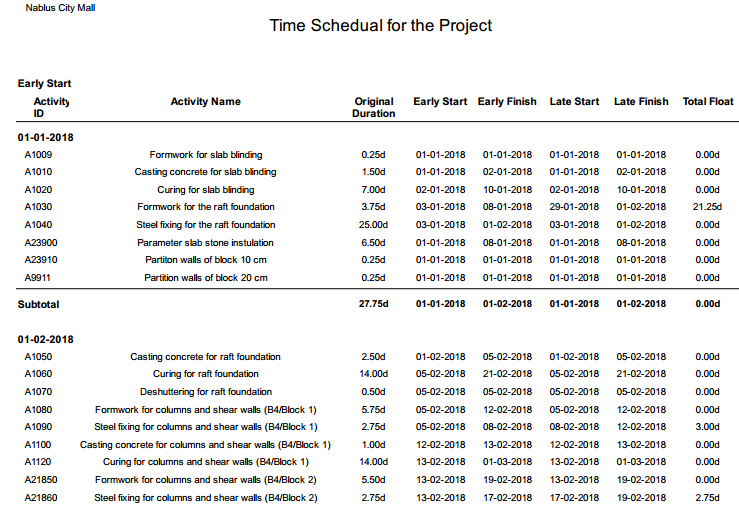 Nablus City Mall
Time Schedual for the Project
Early Start
Activity ID Activity Name Original Duration Early Start Early Finish Late Start Late Finish Total Float
01-01-2018
A1009 Formwork for slab blinding 0.25d 01-01-2018 01-01-2018 01-01-2018 01-01-2018 0.00d
A1010 Casting concrete for slab blinding 1.50d 01-01-2018 02-01-2018 01-01-2018 02-01-2018 0.00d
A1020 Curing for slab blinding 7.00d 02-01-2018 10-01-2018 02-01-2018 10-01-2018 0.00d
A1030 Formwork for the raft foundation 3.75d 03-01-2018 08-01-2018 29-01-2018 01-02-2018 21.25d
A1040 Steel fixing for the raft foundation 25.00d 03-01-2018 01-02-2018 03-01-2018 01-02-2018 0.00d
A23900 Parameter slab stone instulation 6.50d 01-01-2018 08-01-2018 01-01-2018 08-01-2018 0.00d
A23910 Partiton walls of block 10 cm 0.25d 01-01-2018 01-01-2018 01-01-2018 01-01-2018 0.00d
A9911 Partition walls of block 20 cm 0.25d 01-01-2018 01-01-2018 01-01-2018 01-01-2018 0.00d
Subtotal 27.75d 01-01-2018 01-02-2018 01-01-2018 01-02-2018 0.00d
01-02-2018
A1050 Casting concrete for raft foundation 2.50d 01-02-2018 05-02-2018 01-02-2018 05-02-2018 0.00d
A1060 Curing for raft foundation 14.00d 05-02-2018 21-02-2018 05-02-2018 21-02-2018 0.00d
A1070 Deshuttering for raft foundation 0.50d 05-02-2018 05-02-2018 05-02-2018 05-02-2018 0.00d
A1080 Formwork for columns and shear walls (B4/Block 1) 5.75d 05-02-2018 12-02-2018 05-02-2018 12-02-2018 0.00d
A1090 Steel fixing for columns and shear walls (B4/Block 1) 2.75d 05-02-2018 08-02-2018 08-02-2018 12-02-2018 3.00d
A1100 Casting concrete for columns and shear walls (B4/Block 1) 1.00d 12-02-2018 13-02-2018 12-02-2018 13-02-2018 0.00d
A1120 Curing for columns and shear walls (B4/Block 1) 14.00d 13-02-2018 01-03-2018 13-02-2018 01-03-2018 0.00d
A21850 Formwork for columns and shear walls (B4/Block 2) 5.50d 13-02-2018 19-02-2018 13-02-2018 19-02-2018 0.00d
A21860 Steel fixing for columns and shear walls (B4/Block 2) 2.75d 13-02-2018 17-02-2018 17-02-2018 19-02-2018 2.75d